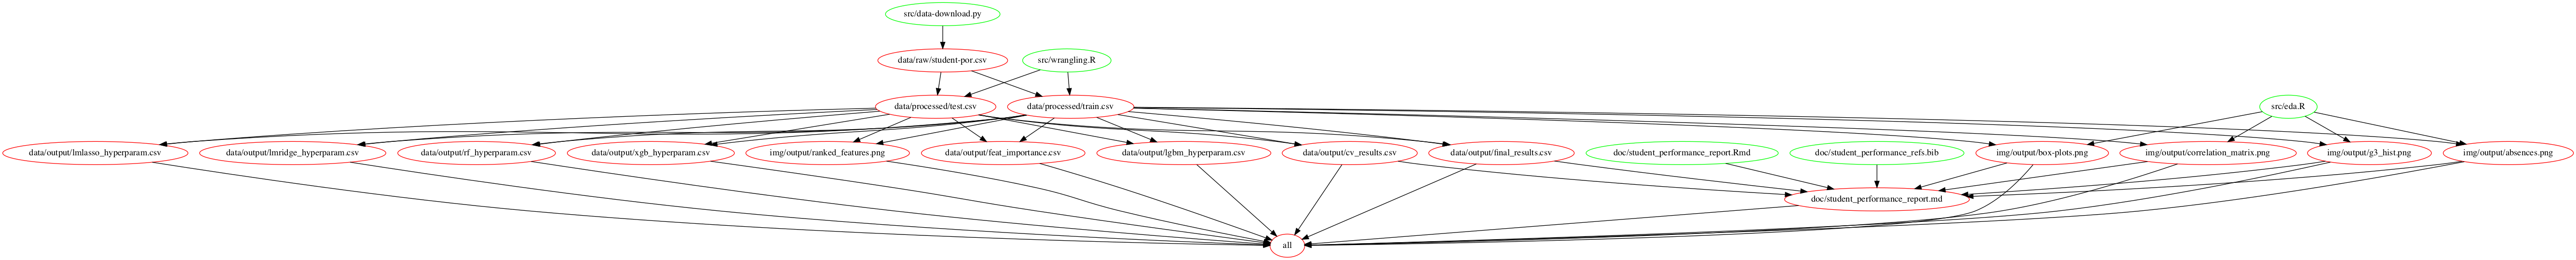 src/data-download.py
data/raw/student-por.csv
src/wrangling.R
data/processed/test.csv
data/processed/train.csv
src/eda.R
data/output/lmlasso_hyperparam.csv
data/output/lmridge_hyperparam.csv
data/output/rf_hyperparam.csv
data/output/xgb_hyperparam.csv
img/output/ranked_features.png
data/output/feat_importance.csv
data/output/lgbm_hyperparam.csv
data/output/cv_results.csv
data/output/final_results.csv
doc/student_performance_report.Rmd
doc/student_performance_refs.bib
img/output/box-plots.png
img/output/correlation_matrix.png
img/output/g3_hist.png
img/output/absences.png
doc/student_performance_report.md
all